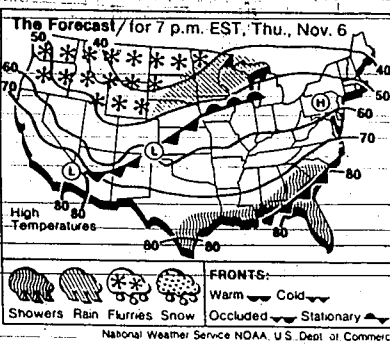 The Forecast/for 7 p.m. EST, Thu., Nov. 6
50
40
60
70
40
50
60
70
80
H
L
L
80
80
80
80
80
High
Temperatures
Showers Rain Flurries Snow
FRONTS:
Warm Cold
Occluded Stationary
National Weather Service NOAA, U.S. Dept. of Commerc